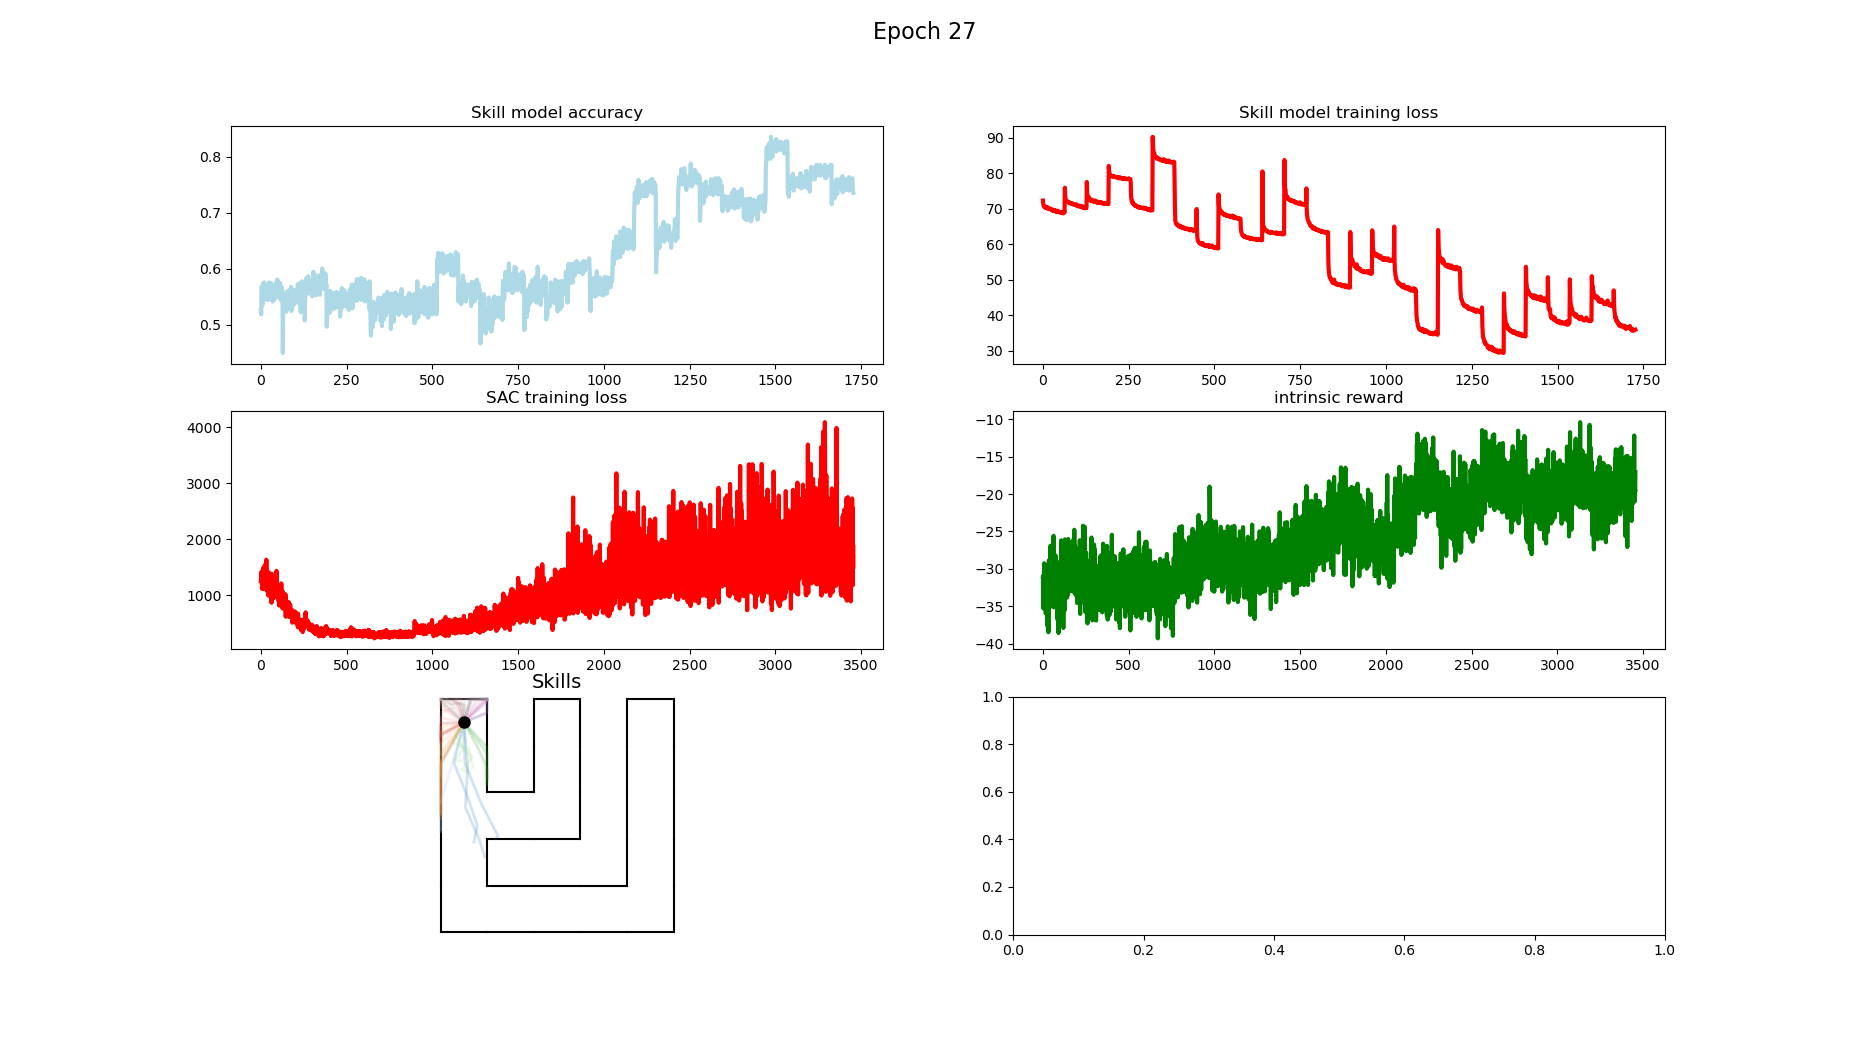 Epoch 27
Skill model accuracy
0.8
0.7
0.6
0.5
0 250 500 750 1000 1250 1500 1750
Skill model training loss
90
80
70
60
50
40
30
0 250 500 750 1000 1250 1500 1750
SAC training loss
4000
3000
2000
1000
0 500 1000 1500 2000 2500 3000 3500
intrinsic reward
−10
−15
−20
−25
−30
−35
−40
0 500 1000 1500 2000 2500 3000 3500
Skills
1.0
0.8
0.6
0.4
0.2
0.0
0.0 0.2 0.4 0.6 0.8 1.0